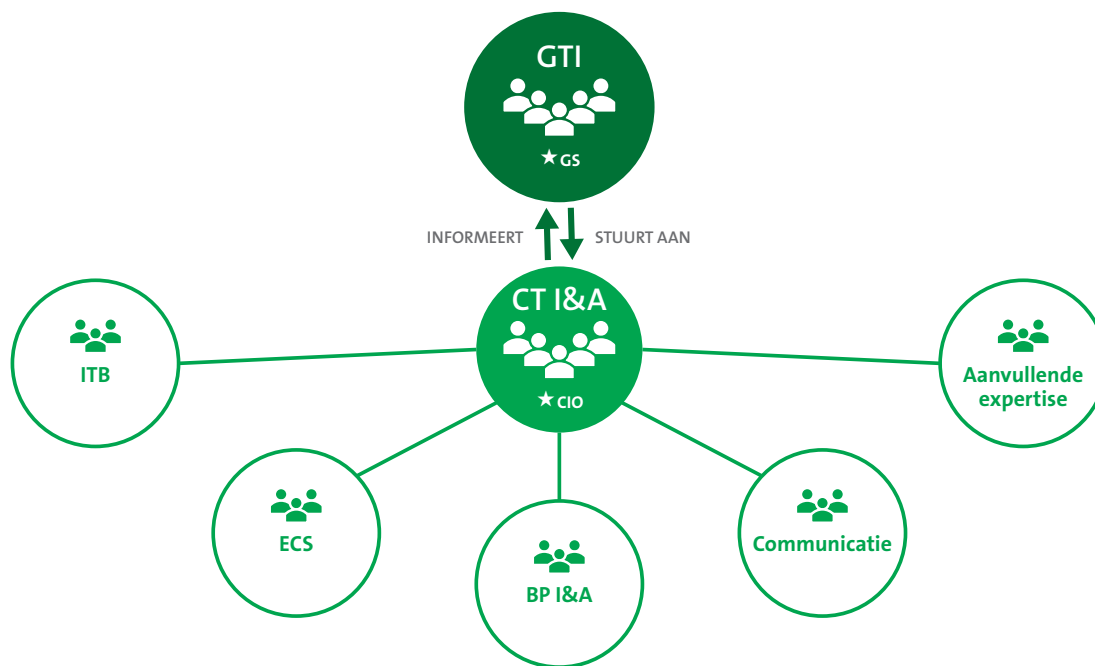 GTI
★ GS
INFORMEERT
STUURT AAN
CT I&A
★ CIO
ITB
Aanvullende
expertise
ECS
Communicatie
BP I&A